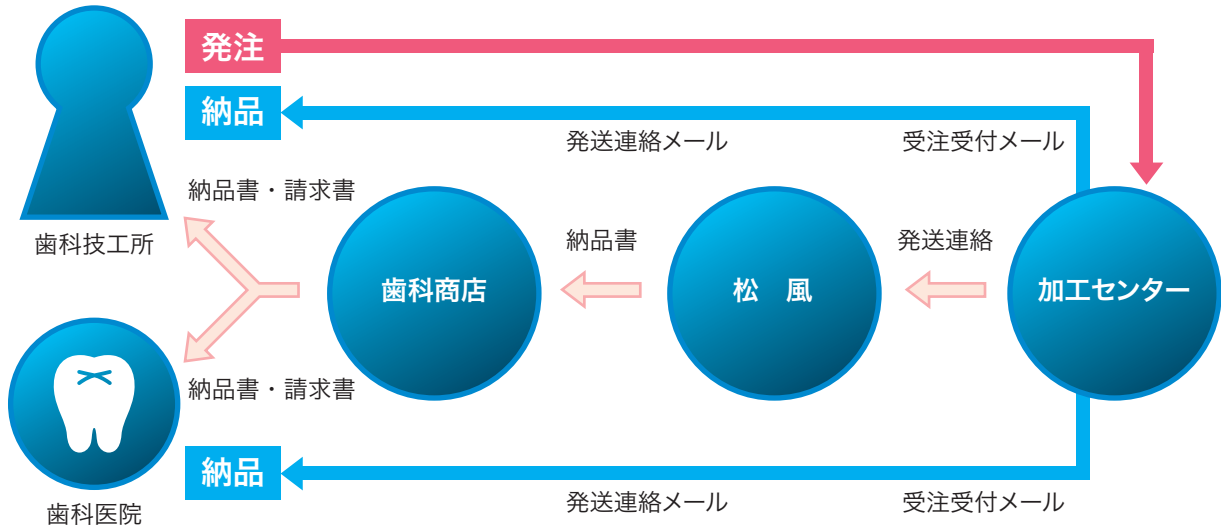 発注
納品
発送連絡メール
受注受付メール
納品書・請求書
歯科技工所
納品書
発送連絡
歯科商店
松　風
加工センター
納品書・請求書
納品
発送連絡メール
受注受付メール
歯科医院